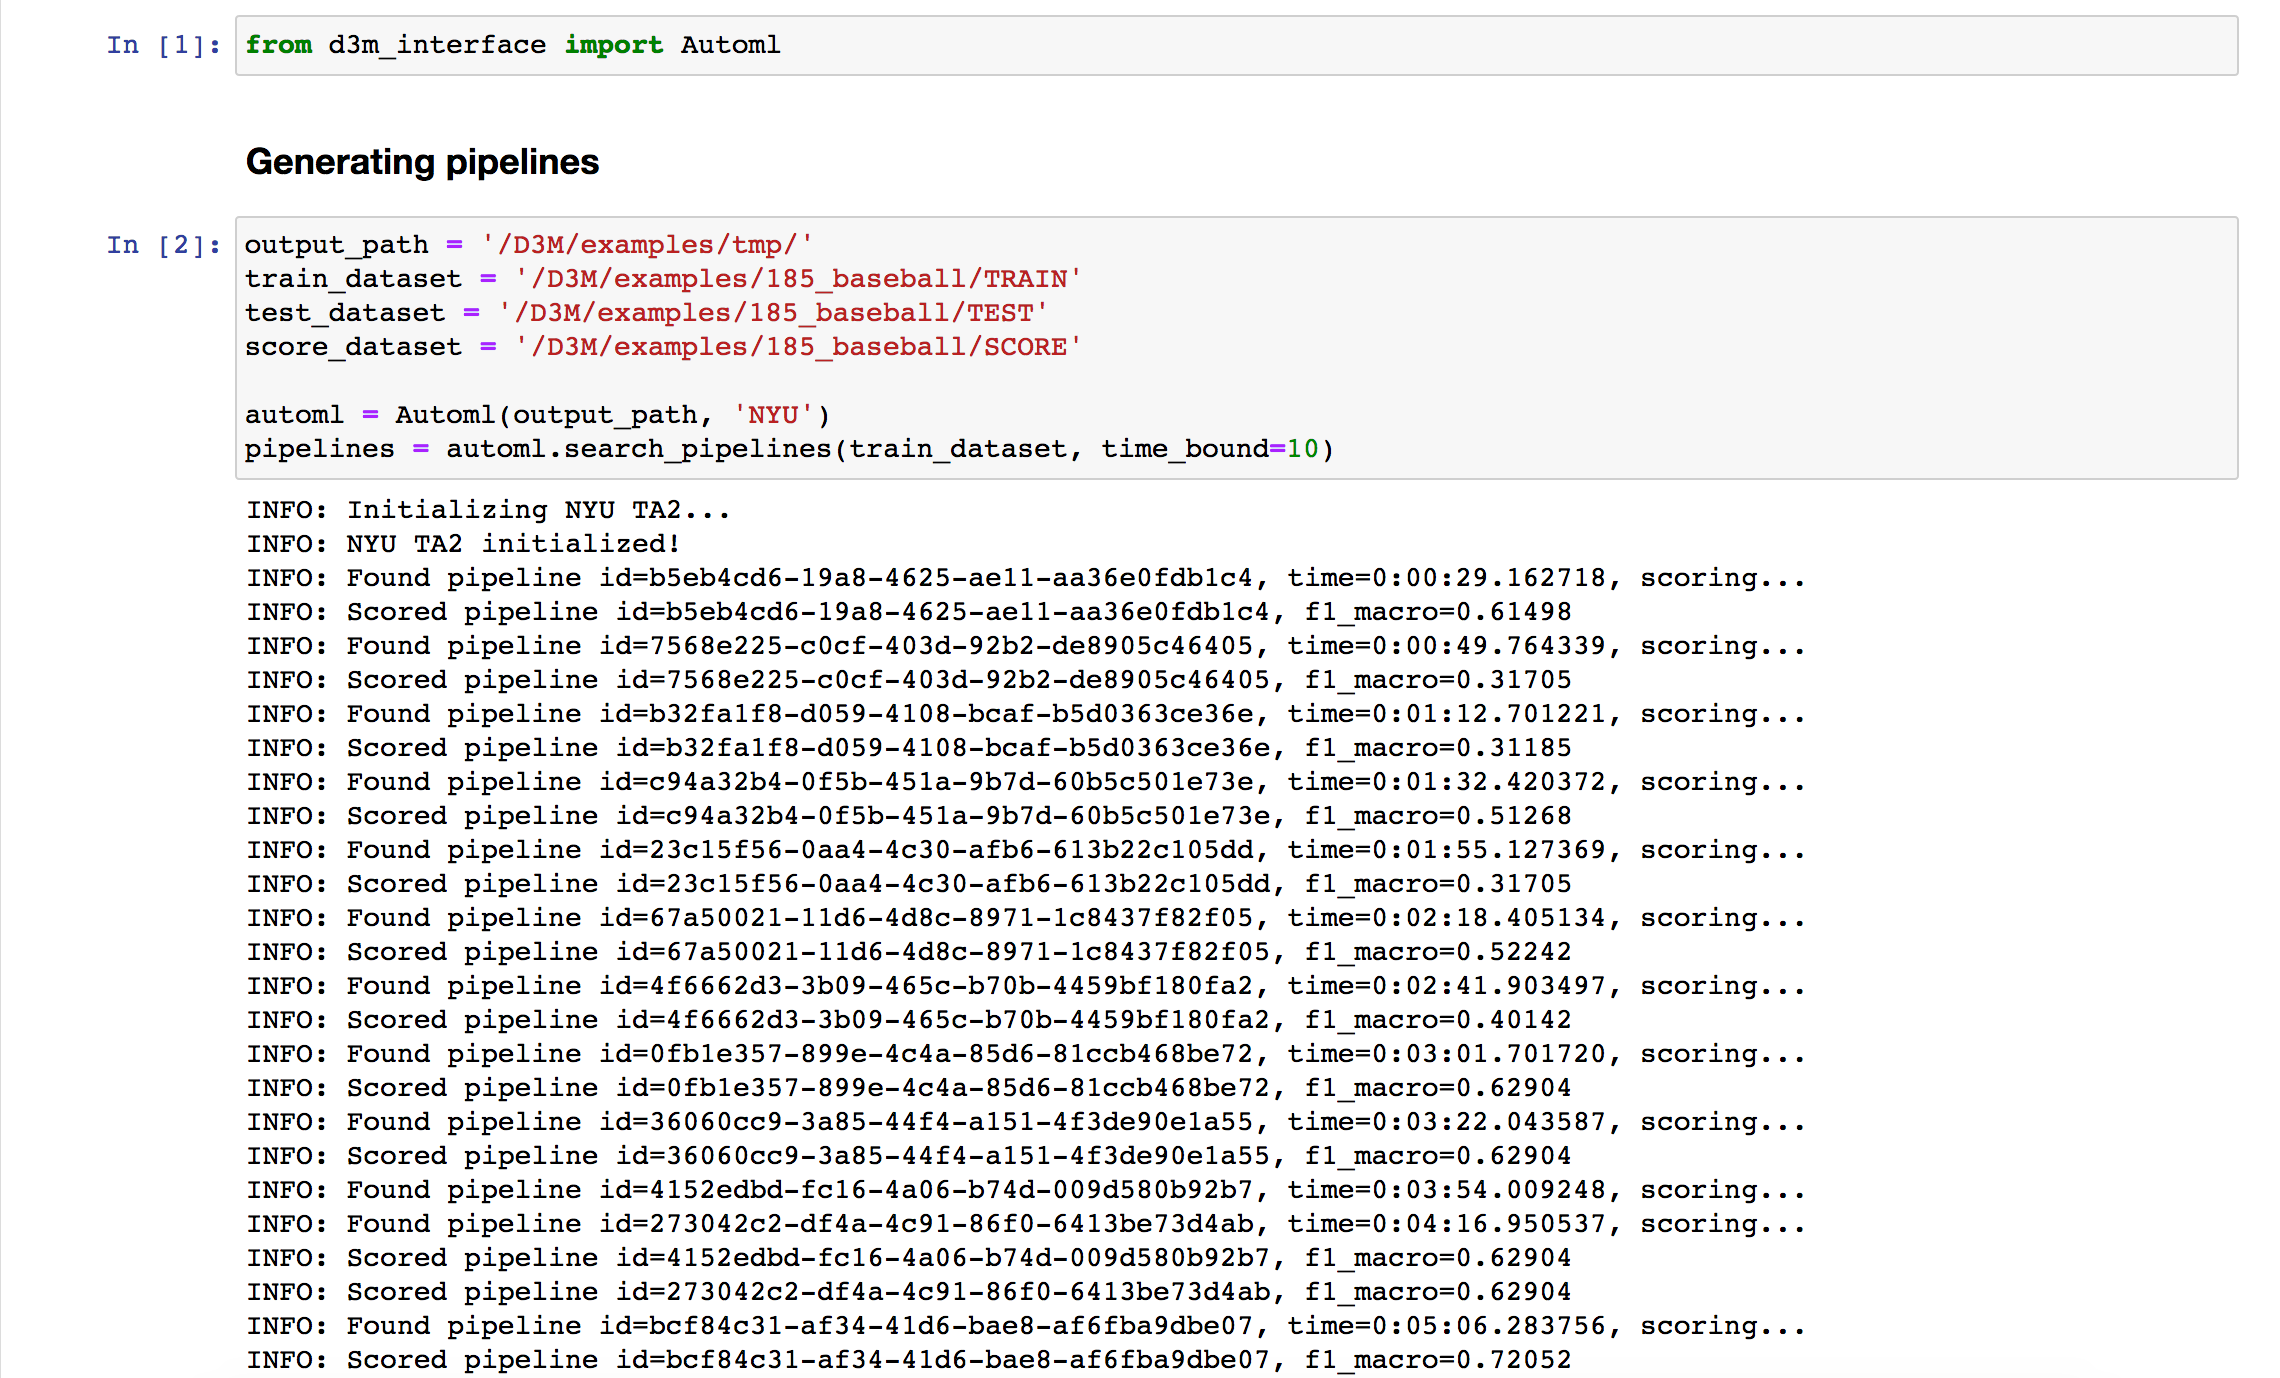 In [1]: from d3m_interface import Automl
Generating pipelines
In [2]: output_path = '/D3M/examples/tmp/'
train_dataset = '/D3M/examples/185_baseball/TRAIN'
test_dataset = '/D3M/examples/185_baseball/TEST'
score_dataset = '/D3M/examples/185_baseball/SCORE'
automl = Automl(output_path, 'NYU')
pipelines = automl.search_pipelines(train_dataset, time_bound=10)
INFO: Initializing NYU TA2...
INFO: NYU TA2 initialized!
INFO: Found pipeline id=b5eb4cd6-19a8-4625-ae11-aa36e0fdb1c4, time=0:00:29.162718, scoring...
INFO: Scored pipeline id=b5eb4cd6-19a8-4625-ae11-aa36e0fdb1c4, f1_macro=0.61498
INFO: Found pipeline id=7568e225-c0cf-403d-92b2-de8905c46405, time=0:00:49.764339, scoring...
INFO: Scored pipeline id=7568e225-c0cf-403d-92b2-de8905c46405, f1_macro=0.31705
INFO: Found pipeline id=b32fa1f8-d059-4108-bcaf-b5d0363ce36e, time=0:01:12.701221, scoring...
INFO: Scored pipeline id=b32fa1f8-d059-4108-bcaf-b5d0363ce36e, f1_macro=0.31185
INFO: Found pipeline id=c94a32b4-0f5b-451a-9b7d-60b5c501e73e, time=0:01:32.420372, scoring...
INFO: Scored pipeline id=c94a32b4-0f5b-451a-9b7d-60b5c501e73e, f1_macro=0.51268
INFO: Found pipeline id=23c15f56-0aa4-4c30-afb6-613b22c105dd, time=0:01:55.127369, scoring...
INFO: Scored pipeline id=23c15f56-0aa4-4c30-afb6-613b22c105dd, f1_macro=0.31705
INFO: Found pipeline id=67a50021-11d6-4d8c-8971-1c8437f82f05, time=0:02:18.405134, scoring...
INFO: Scored pipeline id=67a50021-11d6-4d8c-8971-1c8437f82f05, f1_macro=0.52242
INFO: Found pipeline id=4f6662d3-3b09-465c-b70b-4459bf180fa2, time=0:02:41.903497, scoring...
INFO: Scored pipeline id=4f6662d3-3b09-465c-b70b-4459bf180fa2, f1_macro=0.40142
INFO: Found pipeline id=0fb1e357-899e-4c4a-85d6-81ccb468be72, time=0:03:01.701720, scoring...
INFO: Scored pipeline id=0fb1e357-899e-4c4a-85d6-81ccb468be72, f1_macro=0.62904
INFO: Found pipeline id=36060cc9-3a85-44f4-a151-4f3de90e1a55, time=0:03:22.043587, scoring...
INFO: Scored pipeline id=36060cc9-3a85-44f4-a151-4f3de90e1a55, f1_macro=0.62904
INFO: Found pipeline id=4152edbd-fc16-4a06-b74d-009d580b92b7, time=0:03:54.009248, scoring...
INFO: Found pipeline id=273042c2-df4a-4c91-86f0-6413be73d4ab, time=0:04:16.950537, scoring...
INFO: Scored pipeline id=4152edbd-fc16-4a06-b74d-009d580b92b7, f1_macro=0.62904
INFO: Scored pipeline id=273042c2-df4a-4c91-86f0-6413be73d4ab, f1_macro=0.62904
INFO: Found pipeline id=bcf84c31-af34-41d6-bae8-af6fba9dbe07, time=0:05:06.283756, scoring...
INFO: Scored pipeline id=bcf84c31-af34-41d6-bae8-af6fba9dbe07, f1_macro=0.72052